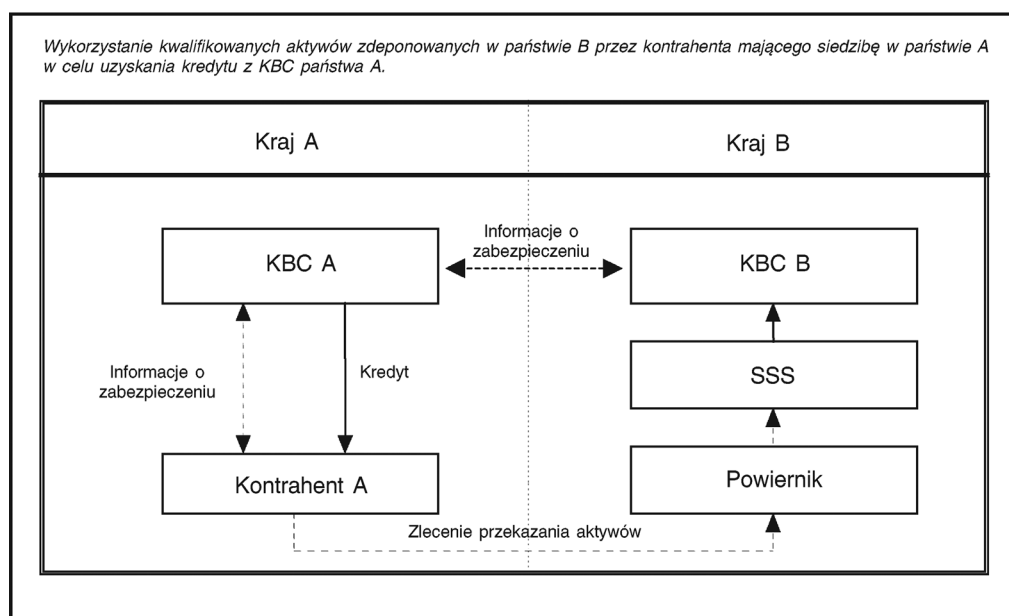 Wykorzystanie kwalifikowanych aktywów zdeponowanych w państwie B przez kontrahenta mającego siedzibę w państwie A
w celu uzyskania kredytu z KBC państwa A.
Kraj A
Kraj B
Informacje o
zabezpieczeniu
KBC A
KBC B
Informacje o
zabezpieczeniu
Kredyt
SSS
Kontrahent A
Powiernik
Zlecenie przekazania aktywów